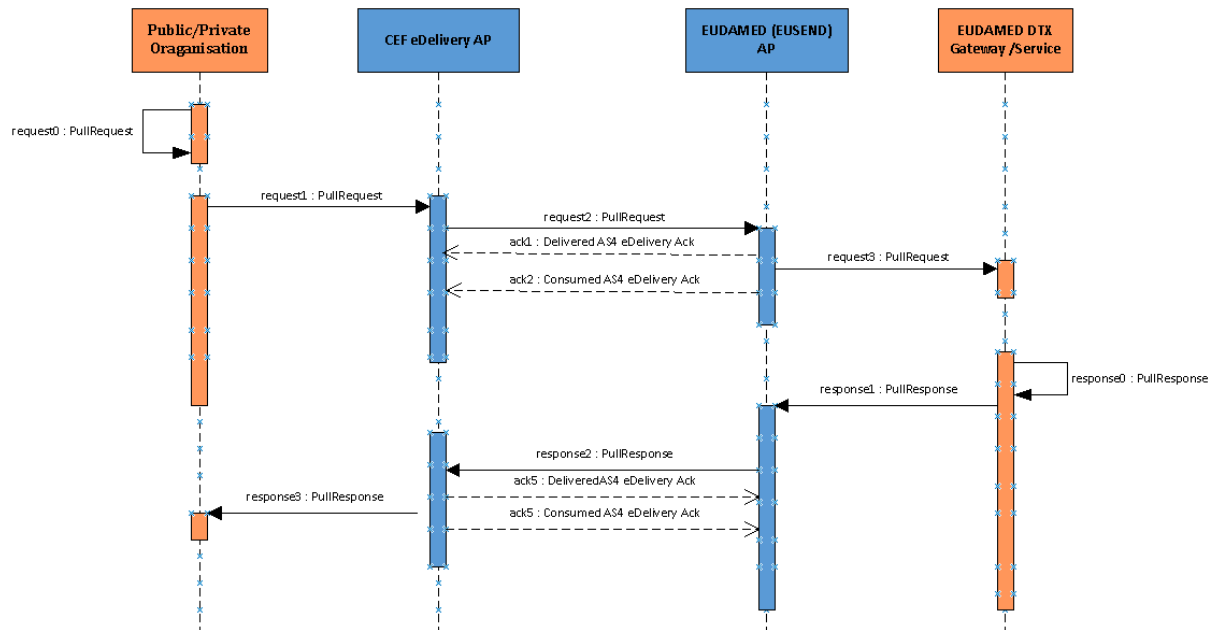 Public/Private
Oraganisation
CEF eDelivery AP
EUDAMED (EUSEND)
AP
EUDAMED DTX
Gateway /Service
request0 : PullRequest
request1 : PullRequest
request2 : PullRequest
ack1 : Delivered AS4 eDelivery Ack
request3 : PullRequest
ack2 : Consumed AS4 eDelivery Ack
response0 : PullResponse
response1 : PullResponse
response2 : PullResponse
ack5 : DeliveredAS4 eDelivery Ack
response3 : PullResponse
ack5 : Consumed AS4 eDelivery Ack